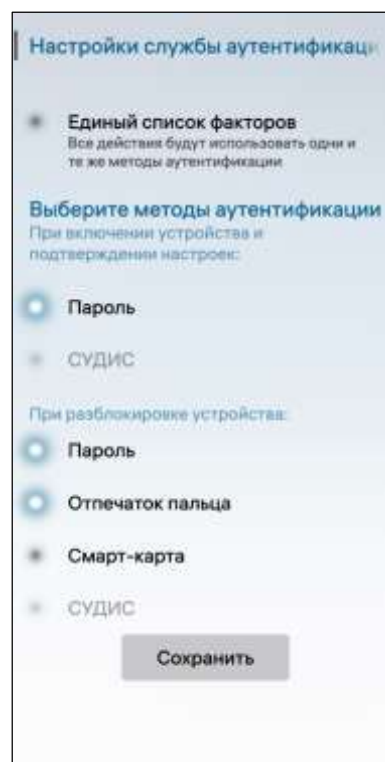 Настройки службы аутентификаци
Единый список факторов
Все действия будут использовать одни и
те же методы аутентификации
Выберите методы аутентификации
При включении устройства и
подтверждении настроек:
Пароль
СУДИС
При разблокировке устройства:
Пароль
Отпечаток пальца
Смарт-карта
СУДИС
Сохранить